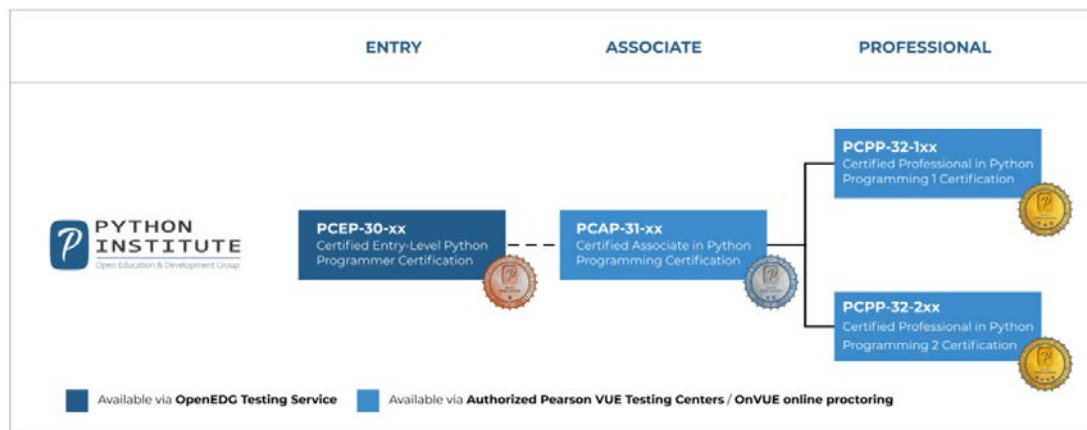 ENTRY
ASSOCIATE
PROFESSIONAL
PYTHON
INSTITUTE
Open Education & Development Group
PCEP-30-xx
Certified Entry-Level Python
Programmer Certification
PCAP-31-xx
Certified Associate in Python
Programming Certification
PCPP-32-1xx
Certified Professional in Python
Programming 1 Certification
PCPP-32-2xx
Certified Professional in Python
Programming 2 Certification
Available via OpenEDG Testing Service
Available via Authorized Pearson VUE Testing Centers / OnVUE online proctoring